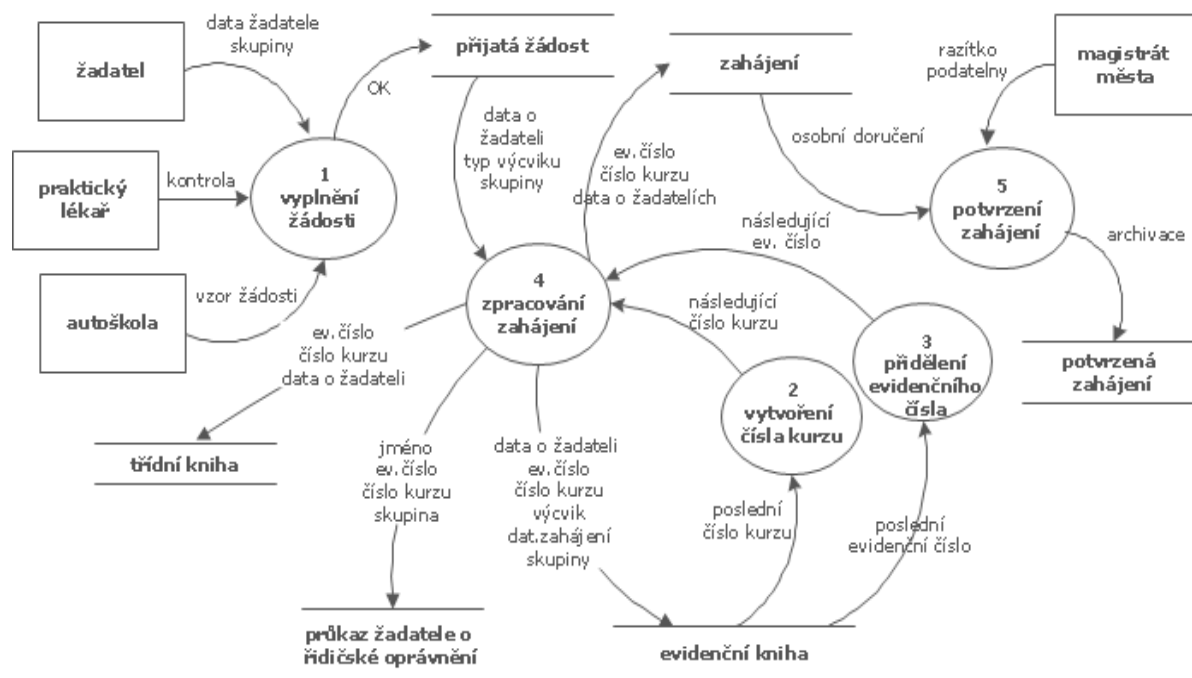 data žadatele
skupiny
žadatel
OK
přijatá žádost
zahájení
razítko
podatelny
magistrát
města
praktický
lékař
kontrola
1
vyplnění
žádosti
data o
žadateli
typ výcviku
skupiny
ev. číslo
číslo kurzu
data o žadatelích
osobní doručení
5
potvrzení
zahájení
archivace
autoškola
vzor žádosti
4
zpracování
zahájení
následující
ev. číslo
následující
číslo kurzu
3
přidělení
evidenčního
čísla
potvrzená
zahájení
ev. číslo
číslo kurzu
data o žadateli
2
vytvoření
čísla kurzu
třídní kniha
jméno
ev. číslo
číslo kurzu
skupina
data o žadateli
ev. číslo
číslo kurzu
výcvik
dat.zahájení
skupiny
poslední
číslo kurzu
poslední
evidenční číslo
průkaz žadatele o
řidičské oprávnění
evidenční kniha